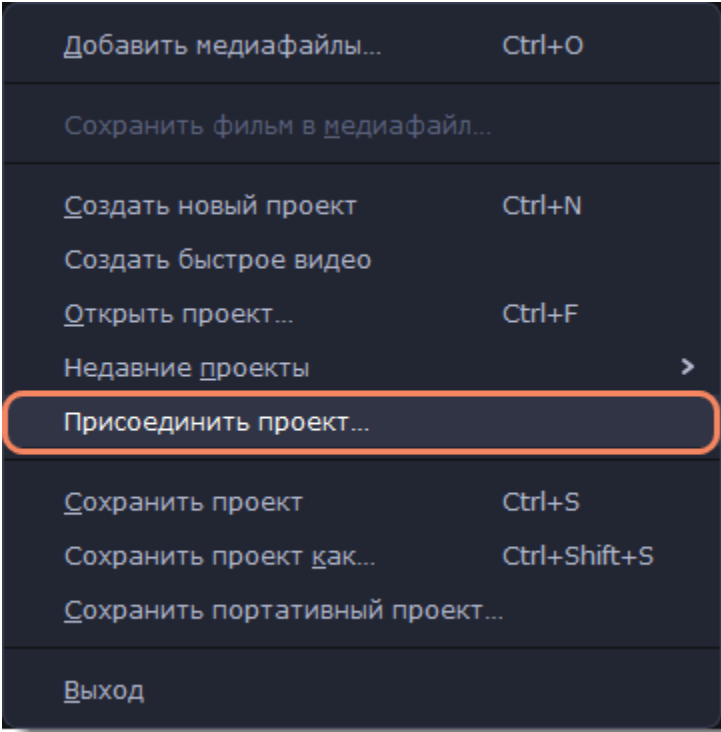 Добавить медиафайлы... Ctrl+O
Сохранить фильм в медиафайл...
Создать новый проект Ctrl+N
Создать быстрое видео
Открыть проект... Ctrl+F
Недавние проекты >
Присоединить проект...
Сохранить проект Ctrl+S
Сохранить проект как... Ctrl+Shift+S
Сохранить портативный проект...
Выход